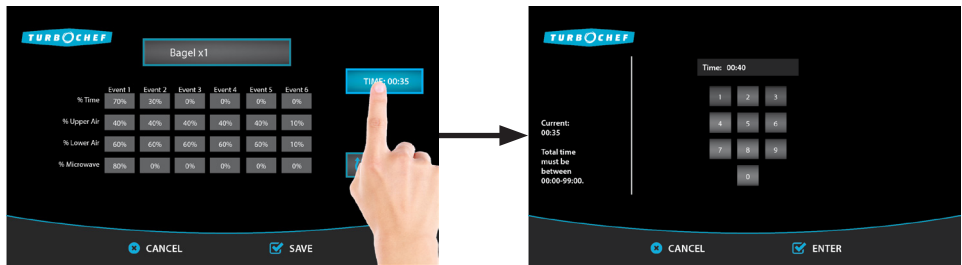 TURBOCHEF
Bagel x1
TIME: 00:35
Event 1 Event 2 Event 3 Event 4 Event 5 Event 6
% Time 70% 30% 0% 0% 0% 0%
% Upper Air 40% 40% 40% 40% 40% 10%
% Lower Air 60% 60% 60% 60% 60% 10%
% Microwave 80% 0% 0% 0% 0% 0%
CANCEL SAVE
TURBOCHEF
Time: 00:40
1 2 3
4 5 6
7 8 9
0
Current:
00:35
Total time
must be
between
00:00-99:00.
CANCEL ENTER